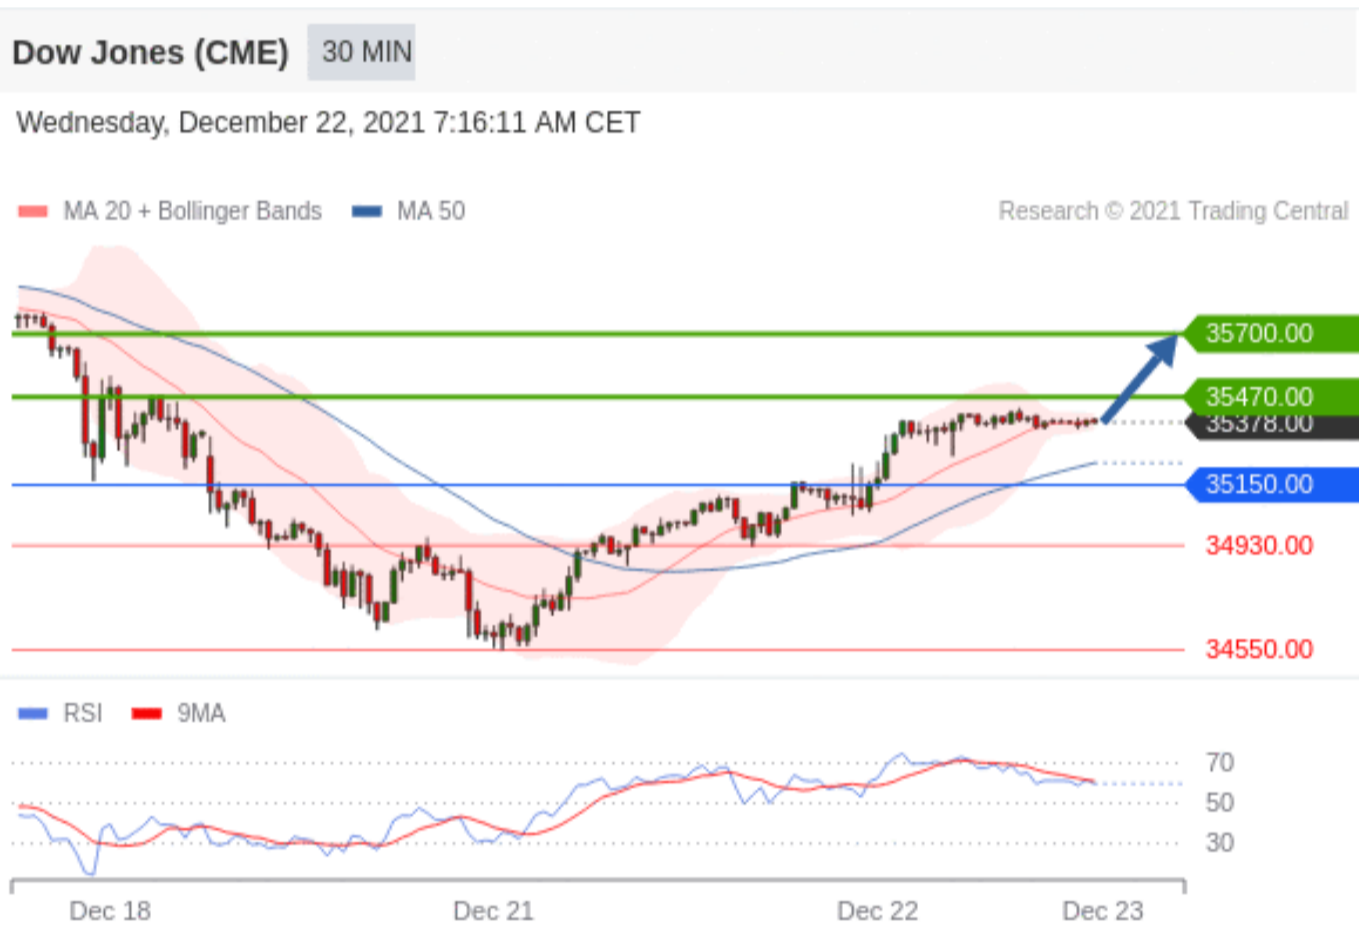 Dow Jones (CME) 30 MIN
Wednesday, December 22, 2021 7:16:11 AM CET
MA 20 + Bollinger Bands MA 50 Research © 2021 Trading Central
35700.00
35470.00
35378.00
35150.00
34930.00
34550.00
RSI 9MA
70
50
30
Dec 18 Dec 21 Dec 22 Dec 23